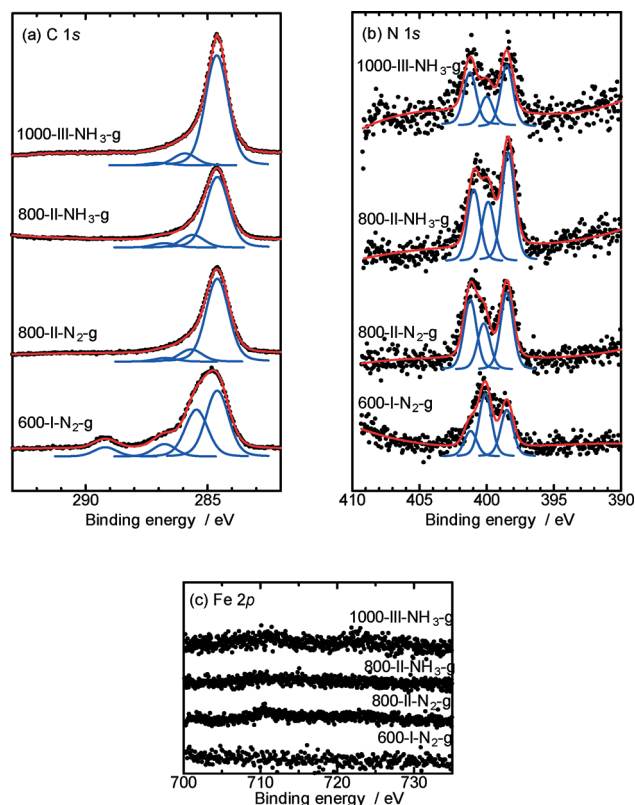 (a) C 1s
1000-III-NH3-g
800-II-NH3-g
800-II-N2-g
600-I-N2-g
290 285
Binding energy / eV
(b) N 1s
1000-III-NH3-g
800-II-NH3-g
800-II-N2-g
600-I-N2-g
410 405 400 395 390
Binding energy / eV
(c) Fe 2p
1000-III-NH3-g
800-II-NH3-g
800-II-N2-g
600-I-N2-g
700 710 720 730
Binding energy / eV